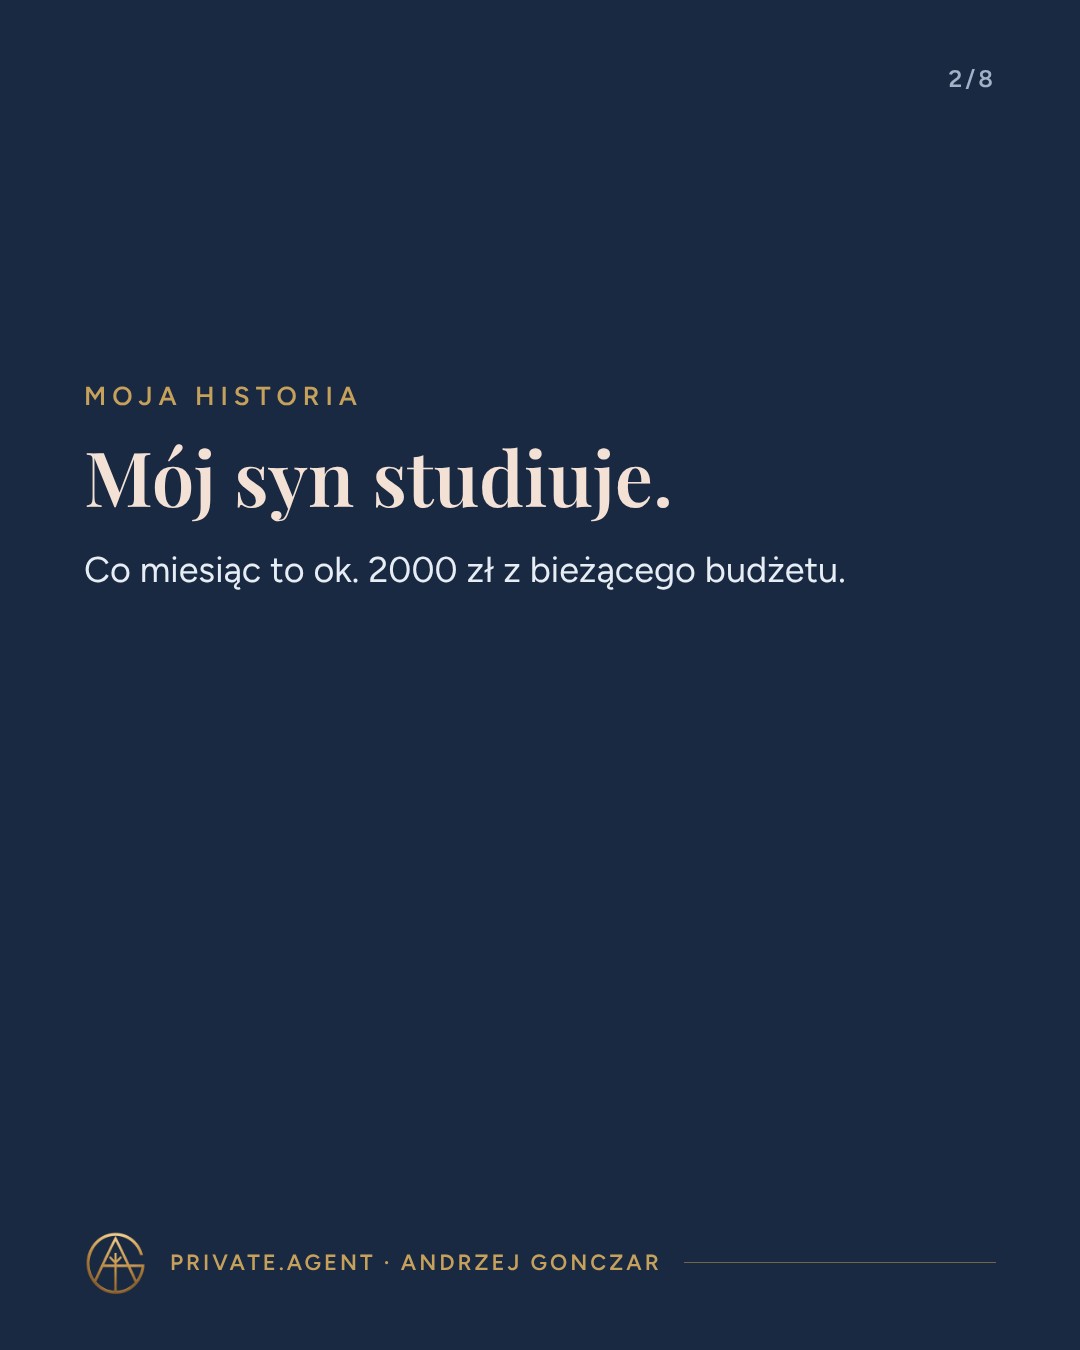 2/8
MOJA HISTORIA
Mój syn studiuje.
Co miesiąc to ok. 2000 zł z bieżącego budżetu.
PRIVATE.AGENT · ANDRZEJ GONCZAR